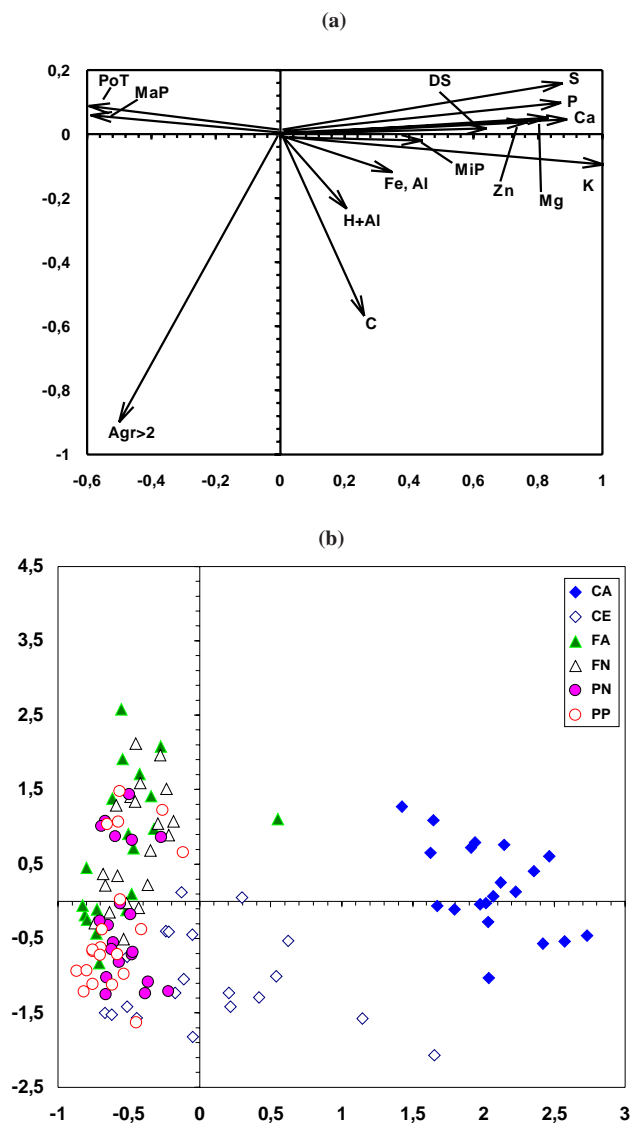 (a)
0,2
PoT
MaP
DS
S
P
Ca
0
Fe, Al
MiP
Zn
Mg
K
-0,2
H+Al
-0,4
C
-0,6
-0,8
Agr>2
-1
-0,6 -0,4 -0,2 0 0,2 0,4 0,6 0,8 1
(b)
4,5
CA
CE
FA
FN
PN
PP
3,5
2,5
1,5
0,5
-0,5
-1,5
-2,5
-1 -0,5 0 0,5 1 1,5 2 2,5 3